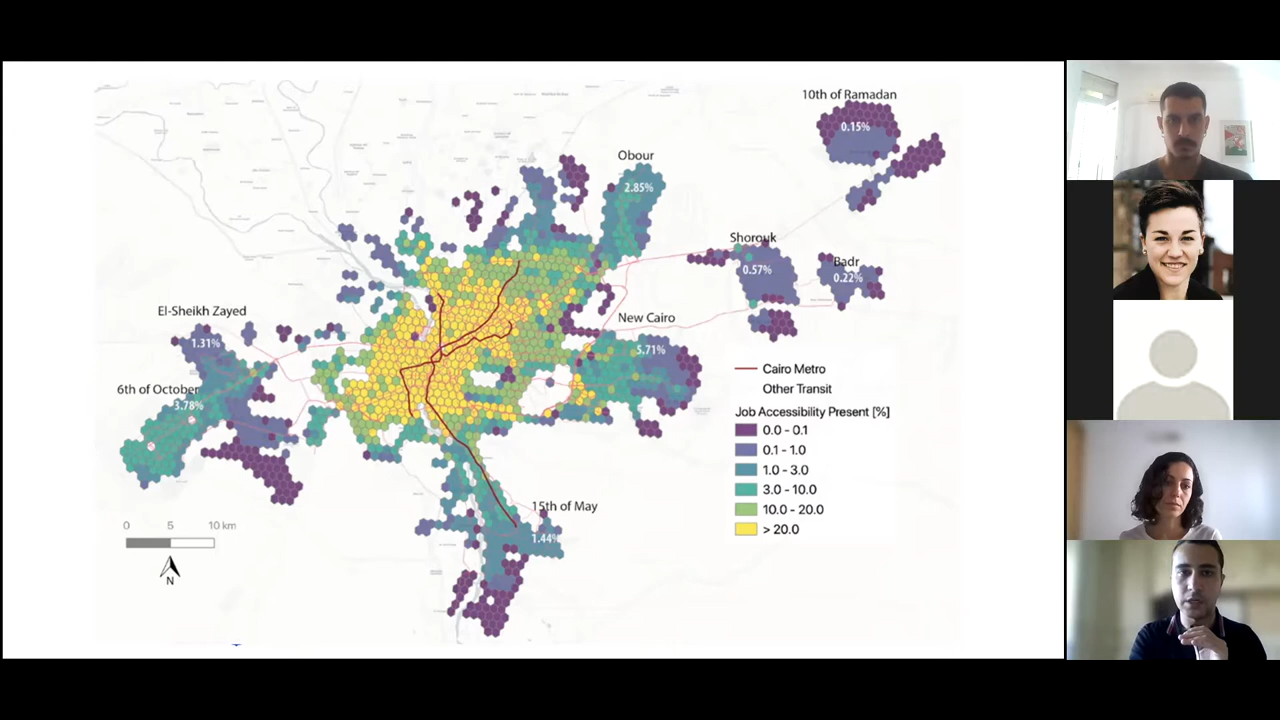 10th of Ramadan
0.15%
Obour
2.85%
Shorouk
0.57%
Badr
0.22%
El-Sheikh Zayed
1.31%
New Cairo
5.71%
6th of October
3.78%
15th of May
1.44%
Cairo Metro
Other Transit
Job Accessibility Present [%]
0.0 - 0.1
0.1 - 1.0
1.0 - 3.0
3.0 - 10.0
10.0 - 20.0
> 20.0
0 5 10 km
N